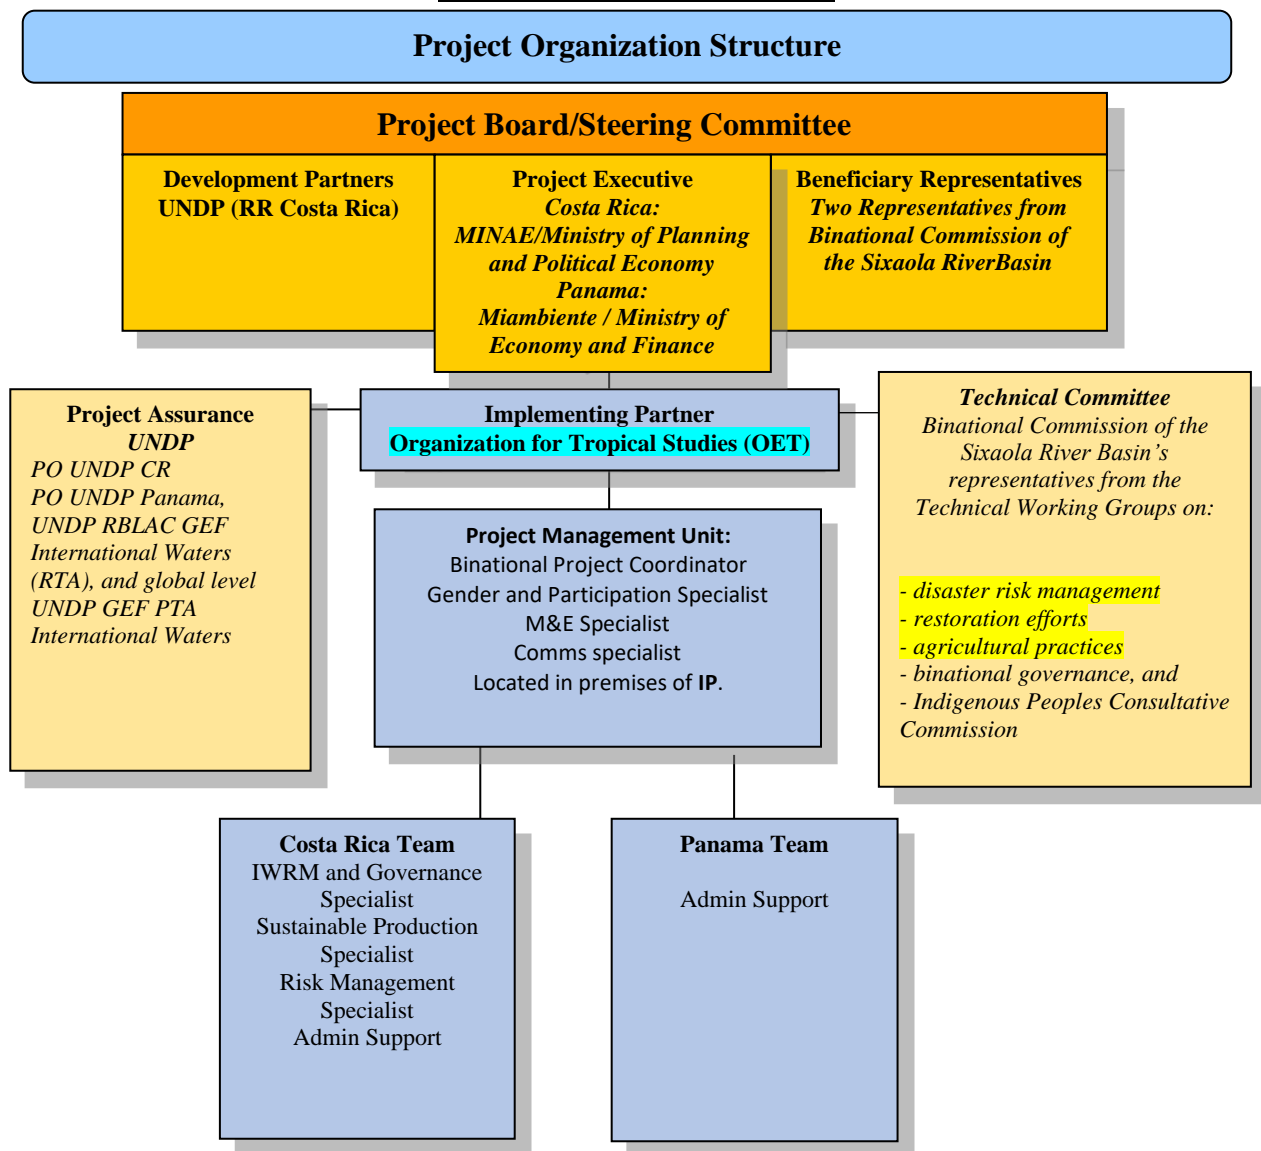 Project Organization Structure
Project Board/Steering Committee
Development Partners
UNDP (RR Costa Rica)
Project Executive
Costa Rica:
MINAE/Ministry of Planning
and Political Economy
Panama:
Miambiente / Ministry of
Economy and Finance
Beneficiary Representatives
Two Representatives from
Binational Commission of
the Sixaola RiverBasin
Project Assurance
UNDP
PO UNDP CR
PO UNDP Panama,
UNDP RBLAC GEF
International Waters
(RTA), and global level
UNDP GEF PTA
International Waters
Implementing Partner
Organization for Tropical Studies (OET)
Technical Committee
Binational Commission of the
Sixaola River Basin's
representatives from the
Technical Working Groups on:
- disaster risk management
- restoration efforts
- agricultural practices
- binational governance, and
- Indigenous Peoples Consultative
Commission
Project Management Unit:
Binational Project Coordinator
Gender and Participation Specialist
M&E Specialist
Comms specialist
Located in premises of IP.
Costa Rica Team
IWRM and Governance
Specialist
Sustainable Production
Specialist
Risk Management
Specialist
Admin Support
Panama Team
Admin Support